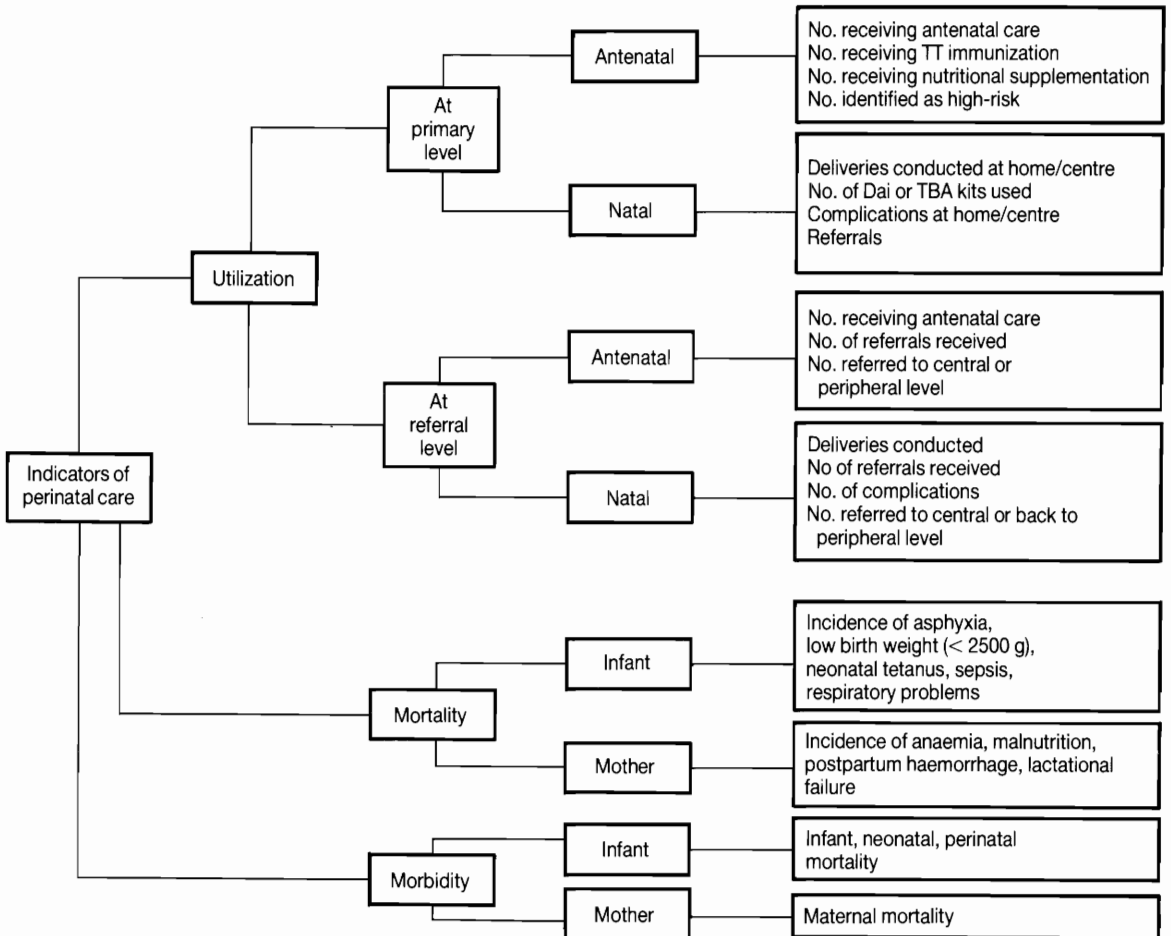 Indicators of
perinatal care
Utilization
At
primary
level
Antenatal
No. receiving antenatal care
No. receiving TT immunization
No. receiving nutritional supplementation
No. identified as high-risk
Natal
Deliveries conducted at home/centre
No. of Dai or TBA kits used
Complications at home/centre
Referrals
At
referral
level
Antenatal
No. receiving antenatal care
No. of referrals received
No. referred to central or
peripheral level
Natal
Deliveries conducted
No of referrals received
No. of complications
No. referred to central or back to
peripheral level
Mortality
Infant
Incidence of asphyxia,
low birth weight (< 2500 g),
neonatal tetanus, sepsis,
respiratory problems
Mother
Incidence of anaemia, malnutrition,
postpartum haemorrhage, lactational
failure
Morbidity
Infant
Infant, neonatal, perinatal
mortality
Mother
Maternal mortality